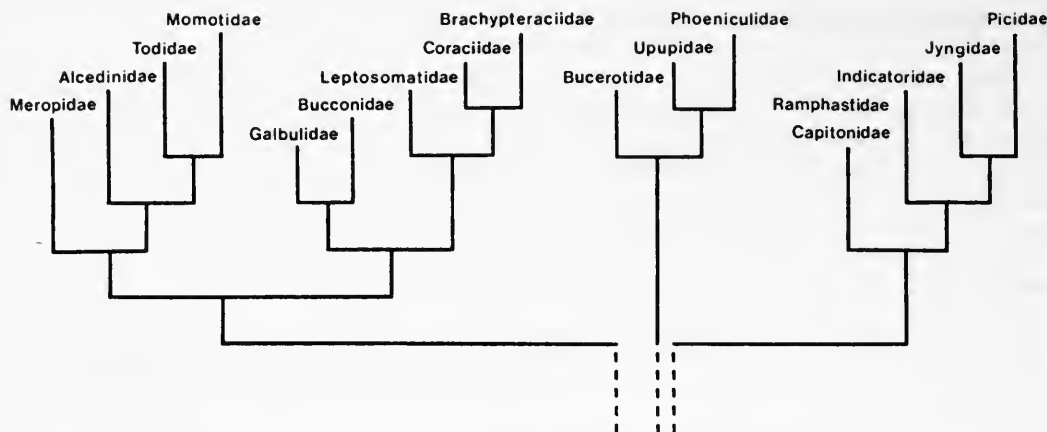 Momotidae
Todidae
Alcedinidae
Meropidae
Brachypteraciidae
Coraciidae
Leptosomatidae
Bucconidae
Galbulidae
Phoeniculidae
Upupidae
Bucerotidae
Picidae
Jyngidae
Indicatoridae
Ramphastidae
Capitonidae